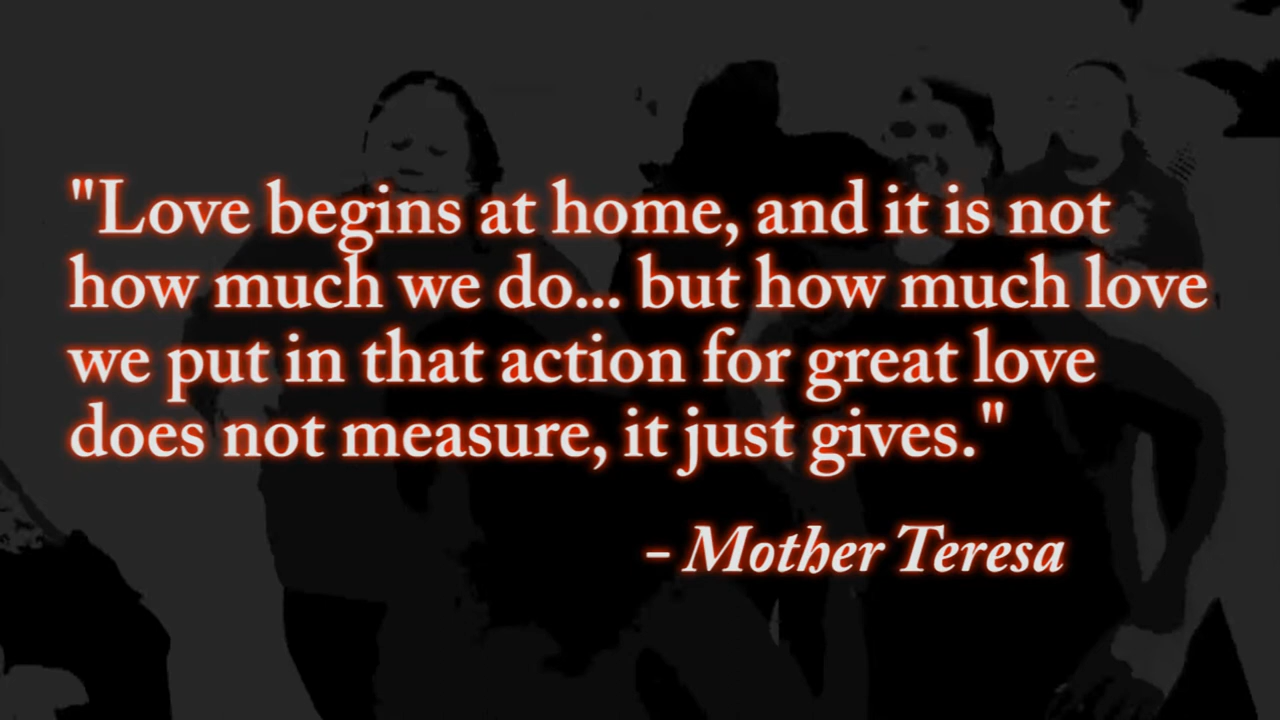 "Love begins at home, and it is not
how much we do... but how much love
we put in that action for great love
does not measure, it just gives."
- Mother Teresa